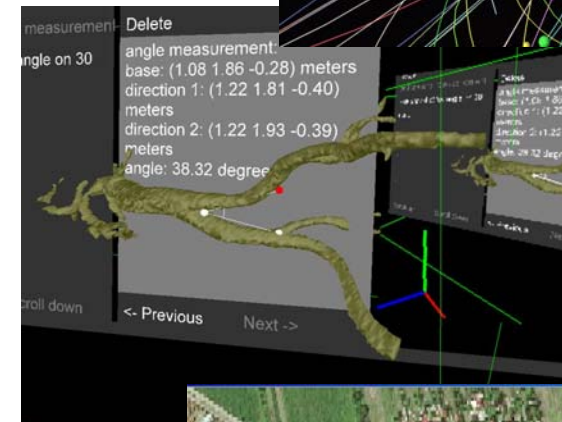 measurement
Delete
angle on 30
angle measurement:
base: (1.08 1.86 -0.28) meters
direction 1: (1.22 1.81 -0.40)
meters
direction 2: (1.22 1.93 -0.39)
meters
angle: 38.32 degree
croll down
<- Previous
Next ->
Delete